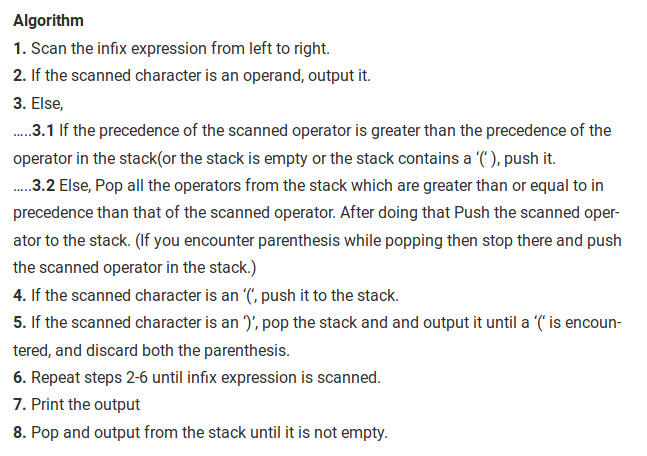 Algorithm
1. Scan the infix expression from left to right.
2. If the scanned character is an operand, output it.
3. Else,
…..3.1 If the precedence of the scanned operator is greater than the precedence of the
operator in the stack(or the stack is empty or the stack contains a ‘(‘ ), push it.
…..3.2 Else, Pop all the operators from the stack which are greater than or equal to in
precedence than that of the scanned operator. After doing that Push the scanned oper-
ator to the stack. (If you encounter parenthesis while popping then stop there and push
the scanned operator in the stack.)
4. If the scanned character is an ‘(‘, push it to the stack.
5. If the scanned character is an ‘)’, pop the stack and and output it until a ‘(‘ is encoun-
tered, and discard both the parenthesis.
6. Repeat steps 2-6 until infix expression is scanned.
7. Print the output
8. Pop and output from the stack until it is not empty.